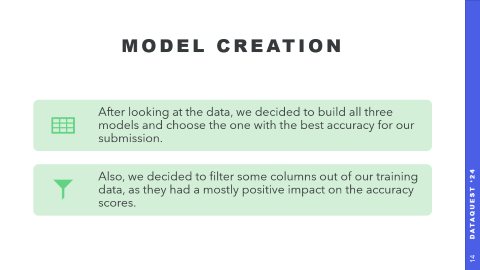 MODEL CREATION
After looking at the data, we decided to build all three
models and choose the one with the best accuracy for our
submission.
Also, we decided to filter some columns out of our training
data, as they had a mostly positive impact on the accuracy
scores.
DATAQUEST '24
14